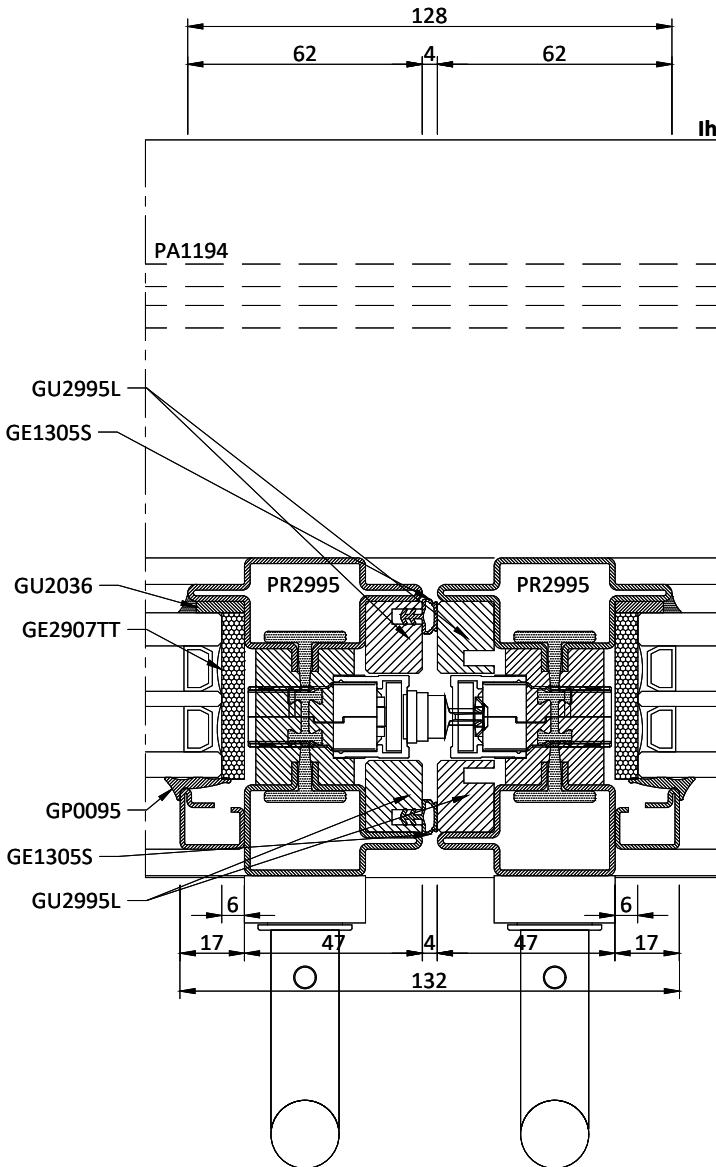 128
62 4 62
Ih
PA1194
GU2995L
GE1305S
PR2995 PR2995
GU2036
GE2907TT
GP0095
GE1305S
GU2995L
6 6
17 47 4 47 17
132